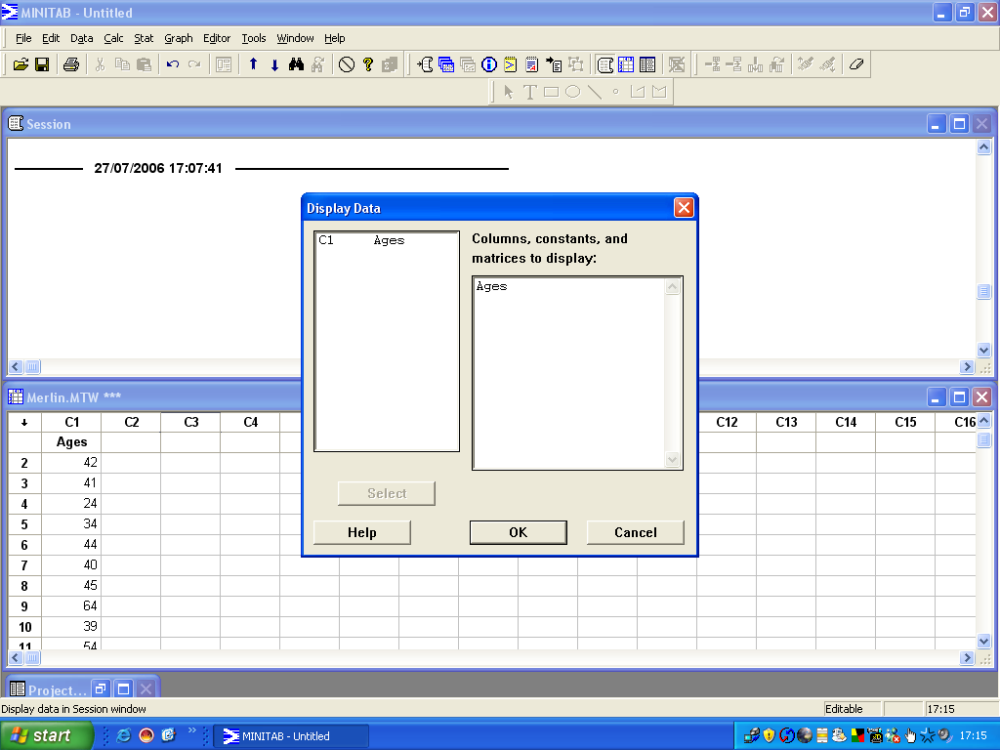 MINITAB - Untitled
File Edit Data Calc Stat Graph Editor Tools Window Help
Session
27/07/2006 17:07:41
Display Data
C1 Ages
Columns, constants, and
matrices to display:
Ages
Select
Help OK Cancel
Merlin.MTW ***
C1 C2 C3 C4 C12 C13 C14 C15 C16
Ages
2 42
3 41
4 24
5 34
6 44
7 40
8 45
9 64
10 39
11 54
Project...
Display data in Session window Editable 17:15
start MINITAB - Untitled 17:15